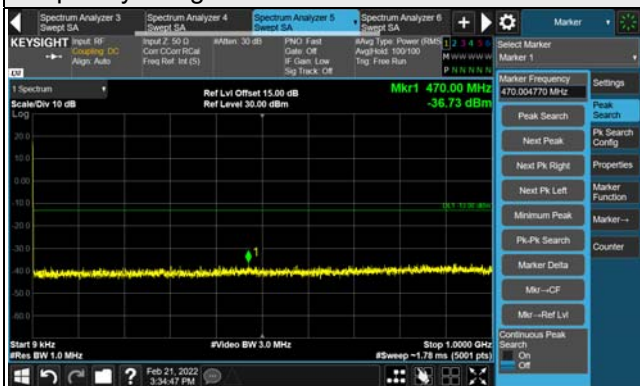 Spectrum Analyzer 3
Swept SA
Spectrum Analyzer 4
Swept SA
Spectrum Analyzer 5
Swept SA
Spectrum Analyzer 6
Swept SA
Marker
KEYSIGHT
Input: RF
Coupling: DC
Align: Auto
Input Z: 50 Ω
Corr CCorr RCal
Freq Ref: Int (S)
#Atten: 30 dB
PNO: Fast
Gate: Off
IF Gain: Low
Sig Track: Off
#Avg Type: Power (RMS)
Avg|Hold: 100/100
Trig: Free Run
1 2 3 4 5 6
M W W W W W
P N N N N N
Select Marker
Marker 1
1 Spectrum
Scale/Div 10 dB
Log
Ref Lvl Offset 15.00 dB
Ref Level 30.00 dBm
Mkr1 470.00 MHz
-36.73 dBm
Marker Frequency
470.004770 MHz
Settings
Peak Search
Peak
Search
Next Peak
Pk Search
Config
Next Pk Right
Properties
Next Pk Left
Marker
Function
Minimum Peak
Marker→
Pk-Pk Search
Counter
Marker Delta
Mkr→CF
Mkr→Ref Lvl
Continuous Peak
Search
On
Off
20.0
10.0
0.00
-10.0
DL1 -13.00 dBm
-20.0
-30.0
1
-40.0
-50.0
-60.0
Start 9 kHz
#Res BW 1.0 MHz
#Video BW 3.0 MHz
Stop 1.0000 GHz
#Sweep ~1.78 ms (5001 pts)
?
Feb 21, 2022
3:34:47 PM